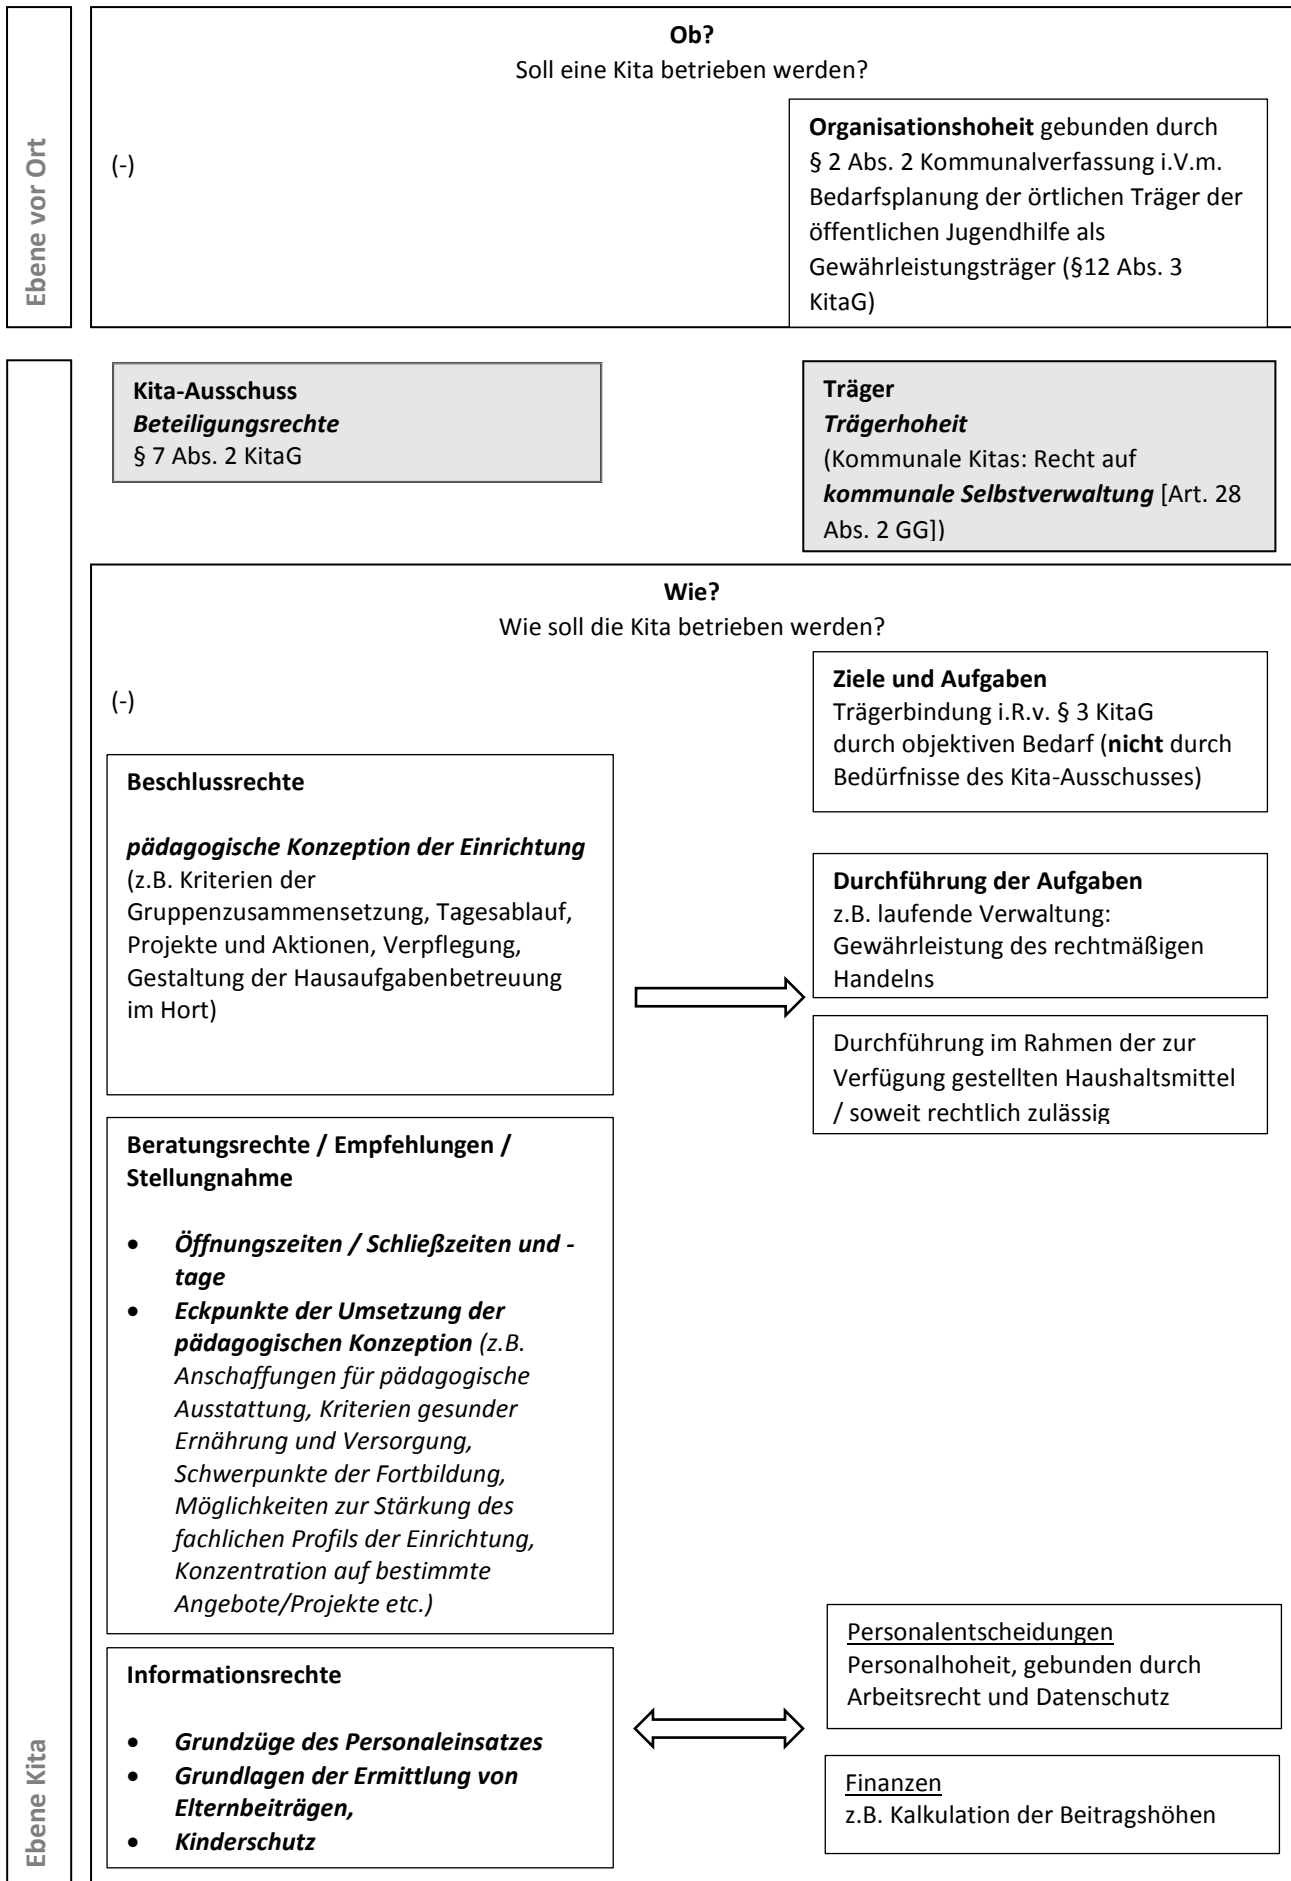 Ebene vor Ort
Ob?
Soll eine Kita betrieben werden?
(-)
Organisationshoheit gebunden durch
§ 2 Abs. 2 Kommunalverfassung i.V.m.
Bedarfsplanung der örtlichen Träger der
öffentlichen Jugendhilfe als
Gewährleistungsträger (§12 Abs. 3
KitaG)
Ebene Kita
Kita-Ausschuss
Beteiligungsrechte
§ 7 Abs. 2 KitaG
Träger
Trägerhoheit
(Kommunale Kitas: Recht auf
kommunale Selbstverwaltung [Art. 28
Abs. 2 GG])
Wie?
Wie soll die Kita betrieben werden?
(-)
Ziele und Aufgaben
Trägerbindung i.R.v. § 3 KitaG
durch objektiven Bedarf (nicht durch
Bedürfnisse des Kita-Ausschusses)
Beschlussrechte
pädagogische Konzeption der Einrichtung
(z.B. Kriterien der
Gruppenzusammensetzung, Tagesablauf,
Projekte und Aktionen, Verpflegung,
Gestaltung der Hausaufgabenbetreuung
im Hort)
Durchführung der Aufgaben
z.B. laufende Verwaltung:
Gewährleistung des rechtmäßigen
Handelns
Durchführung im Rahmen der zur
Verfügung gestellten Haushaltsmittel
/ soweit rechtlich zulässig
Beratungsrechte / Empfehlungen /
Stellungnahme
• Öffnungszeiten / Schließzeiten und -
tage
• Eckpunkte der Umsetzung der
pädagogischen Konzeption (z.B.
Anschaffungen für pädagogische
Ausstattung, Kriterien gesunder
Ernährung und Versorgung,
Schwerpunkte der Fortbildung,
Möglichkeiten zur Stärkung des
fachlichen Profils der Einrichtung,
Konzentration auf bestimmte
Angebote/Projekte etc.)
Informationsrechte
• Grundzüge des Personaleinsatzes
• Grundlagen der Ermittlung von
Elternbeiträgen,
• Kinderschutz
Personalentscheidungen
Personalhoheit, gebunden durch
Arbeitsrecht und Datenschutz
Finanzen
z.B. Kalkulation der Beitragshöhen